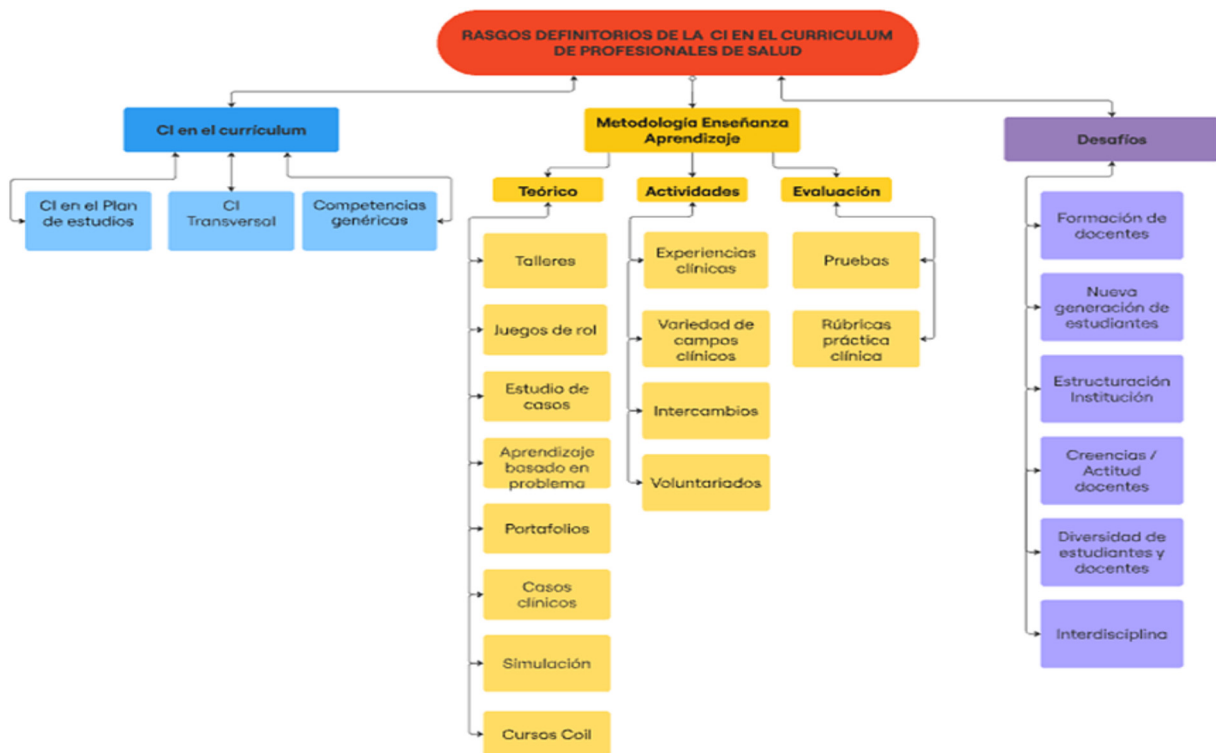 RASGOS DEFINITORIOS DE LA CI EN EL CURRICULUM
DE PROFESIONALES DE SALUD
CI en el currículum
CI en el Plan
de estudios
CI
Transversal
Competencias
genéricas
Metodología Enseñanza
Aprendizaje
Teórico
Talleres
Juegos de rol
Estudio de
casos
Aprendizaje
basado en
problema
Portafolios
Casos
clínicos
Simulación
Cursos Coil
Actividades
Experiencias
clínicas
Variedad de
campos
clínicos
Intercambios
Voluntariados
Evaluación
Pruebas
Rúbricas
práctica
clínica
Desafíos
Formación de
docentes
Nueva
generación de
estudiantes
Estructuración
Institución
Creencias /
Actitud
docentes
Diversidad de
estudiantes y
docentes
Interdisciplina